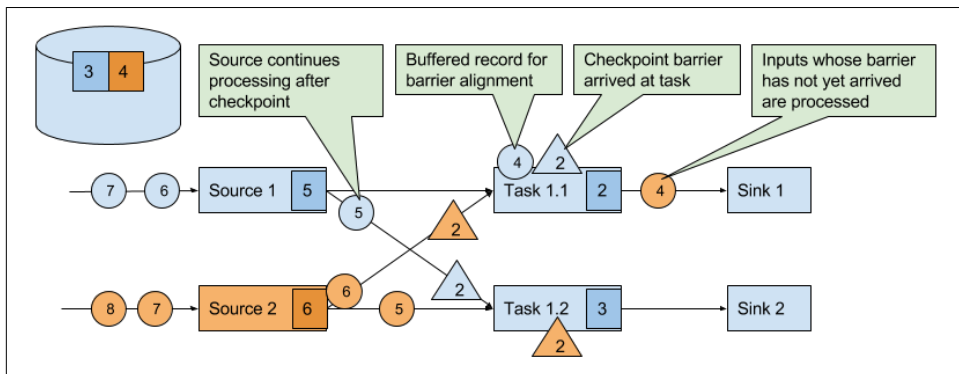 3 4
Source continues
processing after
checkpoint
Buffered record for
barrier alignment
Checkpoint barrier
arrived at task
Inputs whose barrier
has not yet arrived
are processed
4 2
7 6 Source 1 5 Task 1.1 2 4 Sink 1
5
2
6 2
8 7 Source 2 6 5 Task 1.2 3 Sink 2
2